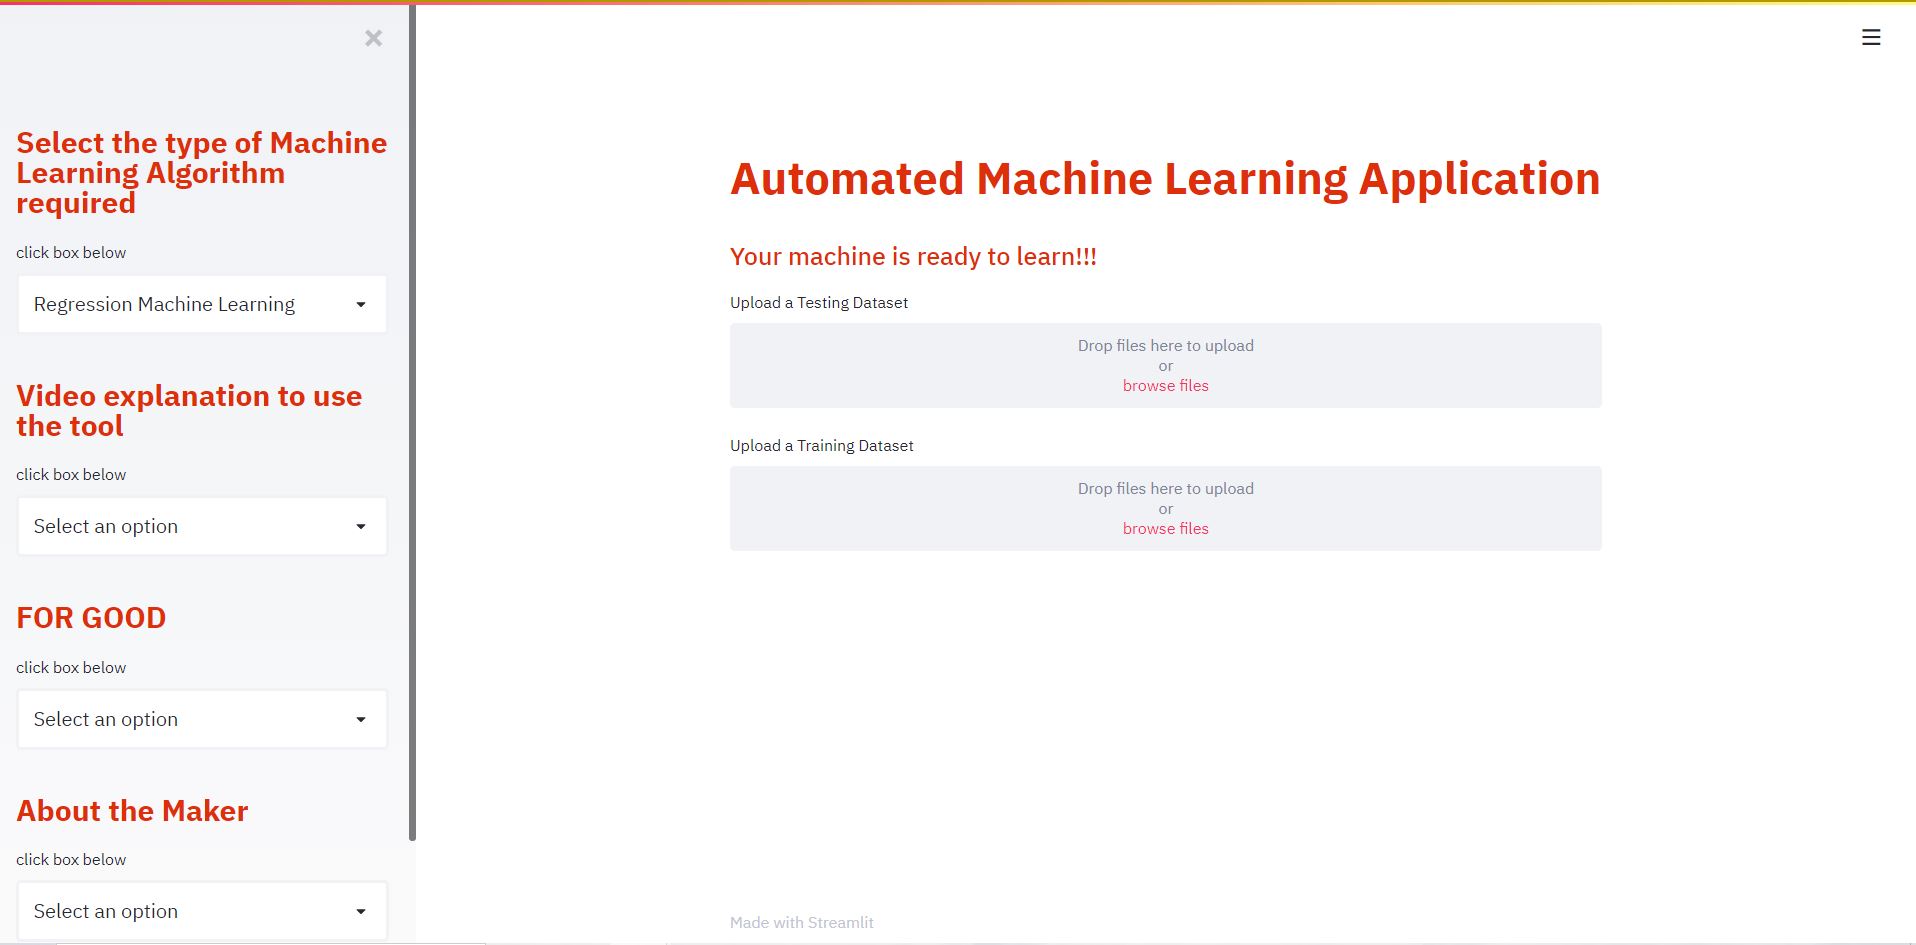 Select the type of Machine
Learning Algorithm
required
click box below
Regression Machine Learning
Video explanation to use
the tool
click box below
Select an option
FOR GOOD
click box below
Select an option
About the Maker
click box below
Select an option
Automated Machine Learning Application
Your machine is ready to learn!!!
Upload a Testing Dataset
Drop files here to upload
or
browse files
Upload a Training Dataset
Drop files here to upload
or
browse files
Made with Streamlit